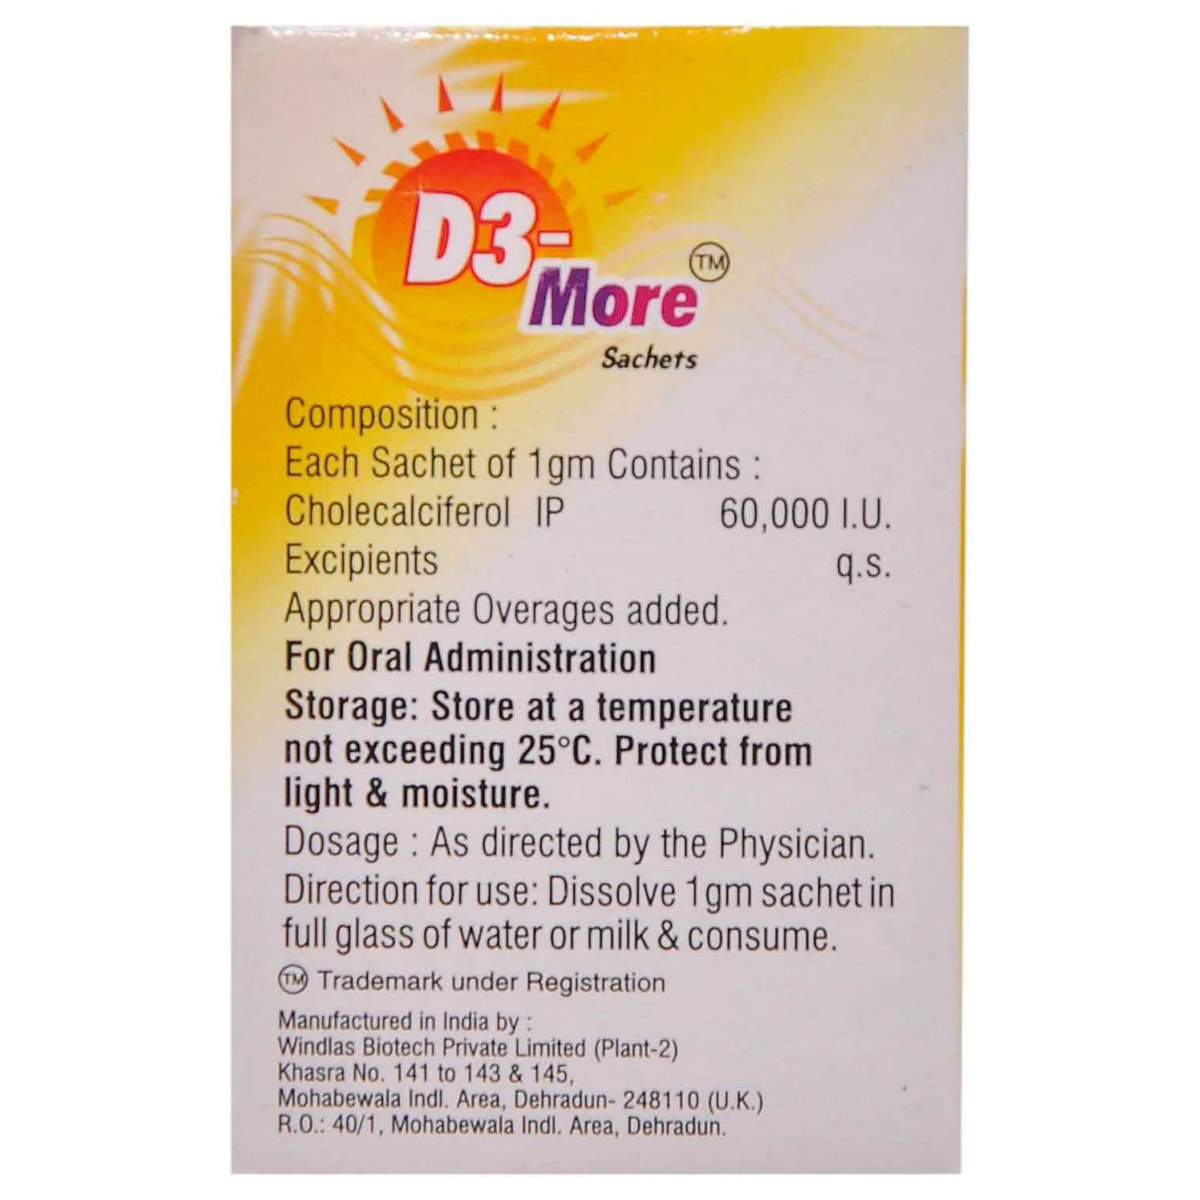 D3-
More TM
Sachets
Composition :
Each Sachet of 1gm Contains :
Cholecalciferol IP 60,000 I.U.
Excipients q.s.
Appropriate Overages added.
For Oral Administration
Storage: Store at a temperature
not exceeding 25°C. Protect from
light & moisture.
Dosage : As directed by the Physician.
Direction for use: Dissolve 1gm sachet in
full glass of water or milk & consume.
TM Trademark under Registration
Manufactured in India by :
Windlas Biotech Private Limited (Plant-2)
Khasra No. 141 to 143 & 145,
Mohabewala Indl. Area, Dehradun- 248110 (U.K.)
R.O.: 40/1, Mohabewala Indl. Area, Dehradun.